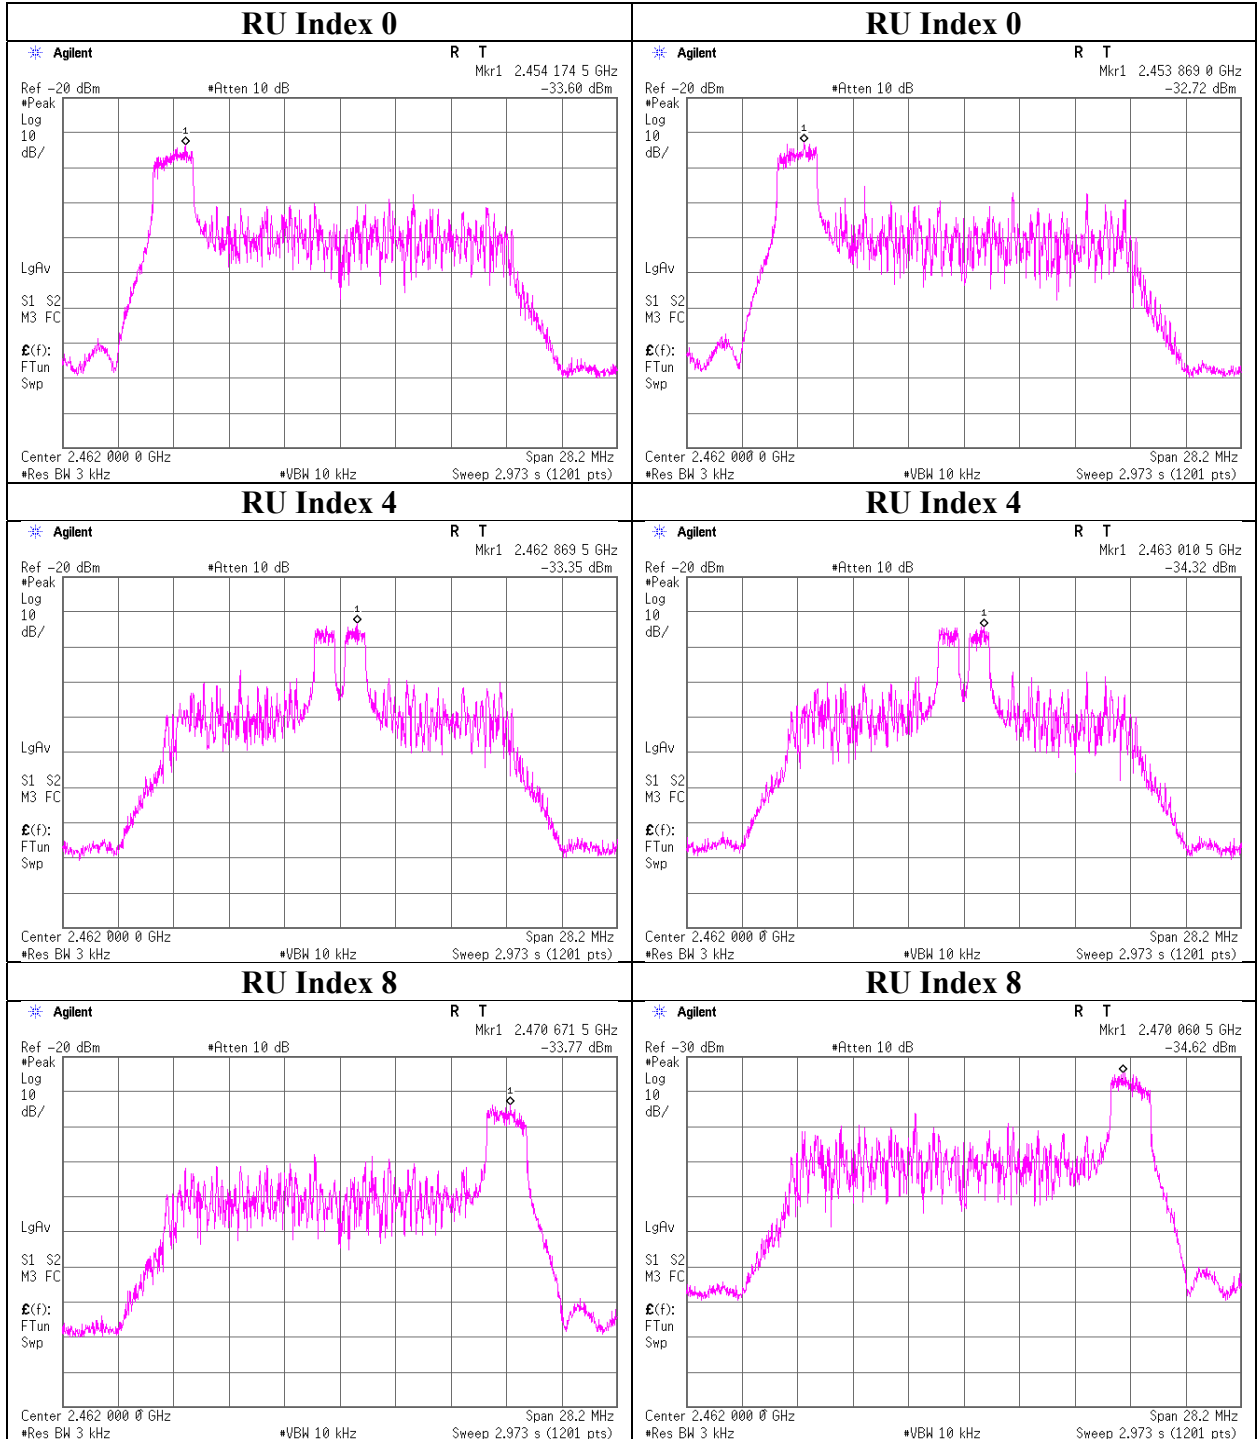 RU Index 0
Agilent
R T
Mkr1 2.454 174 5 GHz
Ref -20 dBm #Atten 10 dB -33.60 dBm
#Peak
Log
10
dB/
1
LgAv
S1 S2
M3 FC
£(f):
FTun
Swp
Center 2.462 000 0 GHz Span 28.2 MHz
#Res BW 3 kHz #VBW 10 kHz Sweep 2.973 s (1201 pts)
RU Index 0
Agilent
R T
Mkr1 2.453 869 0 GHz
Ref -20 dBm #Atten 10 dB -32.72 dBm
#Peak
Log
10
dB/
1
LgAv
S1 S2
M3 FC
£(f):
FTun
Swp
Center 2.462 000 0 GHz Span 28.2 MHz
#Res BW 3 kHz #VBW 10 kHz Sweep 2.973 s (1201 pts)
RU Index 4
Agilent
R T
Mkr1 2.462 869 5 GHz
Ref -20 dBm #Atten 10 dB -33.35 dBm
#Peak
Log
10
dB/
1
LgAv
S1 S2
M3 FC
£(f):
FTun
Swp
Center 2.462 000 0 GHz Span 28.2 MHz
#Res BW 3 kHz #VBW 10 kHz Sweep 2.973 s (1201 pts)
RU Index 4
Agilent
R T
Mkr1 2.463 010 5 GHz
Ref -20 dBm #Atten 10 dB -34.32 dBm
#Peak
Log
10
dB/
1
LgAv
S1 S2
M3 FC
£(f):
FTun
Swp
Center 2.462 000 0 GHz Span 28.2 MHz
#Res BW 3 kHz #VBW 10 kHz Sweep 2.973 s (1201 pts)
RU Index 8
Agilent
R T
Mkr1 2.470 671 5 GHz
Ref -20 dBm #Atten 10 dB -33.77 dBm
#Peak
Log
10
dB/
1
LgAv
S1 S2
M3 FC
£(f):
FTun
Swp
Center 2.462 000 0 GHz Span 28.2 MHz
#Res BW 3 kHz #VBW 10 kHz Sweep 2.973 s (1201 pts)
RU Index 8
Agilent
R T
Mkr1 2.470 060 5 GHz
Ref -30 dBm #Atten 10 dB -34.62 dBm
#Peak
Log
10
dB/
LgAv
S1 S2
M3 FC
£(f):
FTun
Swp
Center 2.462 000 0 GHz Span 28.2 MHz
#Res BW 3 kHz #VBW 10 kHz Sweep 2.973 s (1201 pts)